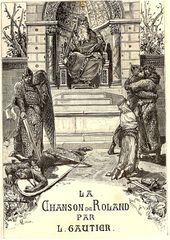 LA
CHANSON DE ROLAND
PAR
L. GAUTIER.